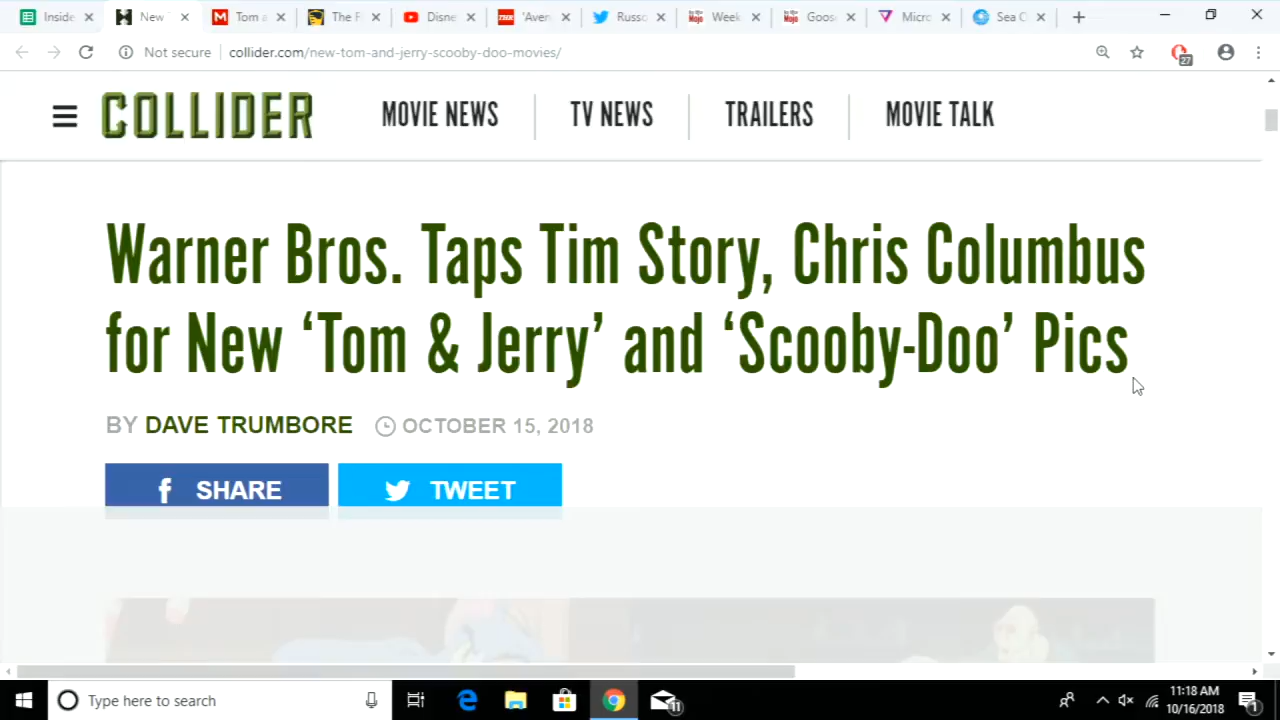 Inside
New
Tom a
The F
Disne
'Aven
Russo
Week
Goos
Micro
Sea O
Not secure
collider.com/new-tom-and-jerry-scooby-doo-movies/
27
COLLIDER
MOVIE NEWS
TV NEWS
TRAILERS
MOVIE TALK
Warner Bros. Taps Tim Story, Chris Columbus
for New ‘Tom & Jerry’ and ‘Scooby-Doo’ Pics
BY DAVE TRUMBORE
OCTOBER 15, 2018
SHARE
TWEET
Type here to search
11
11:18 AM
10/16/2018
1